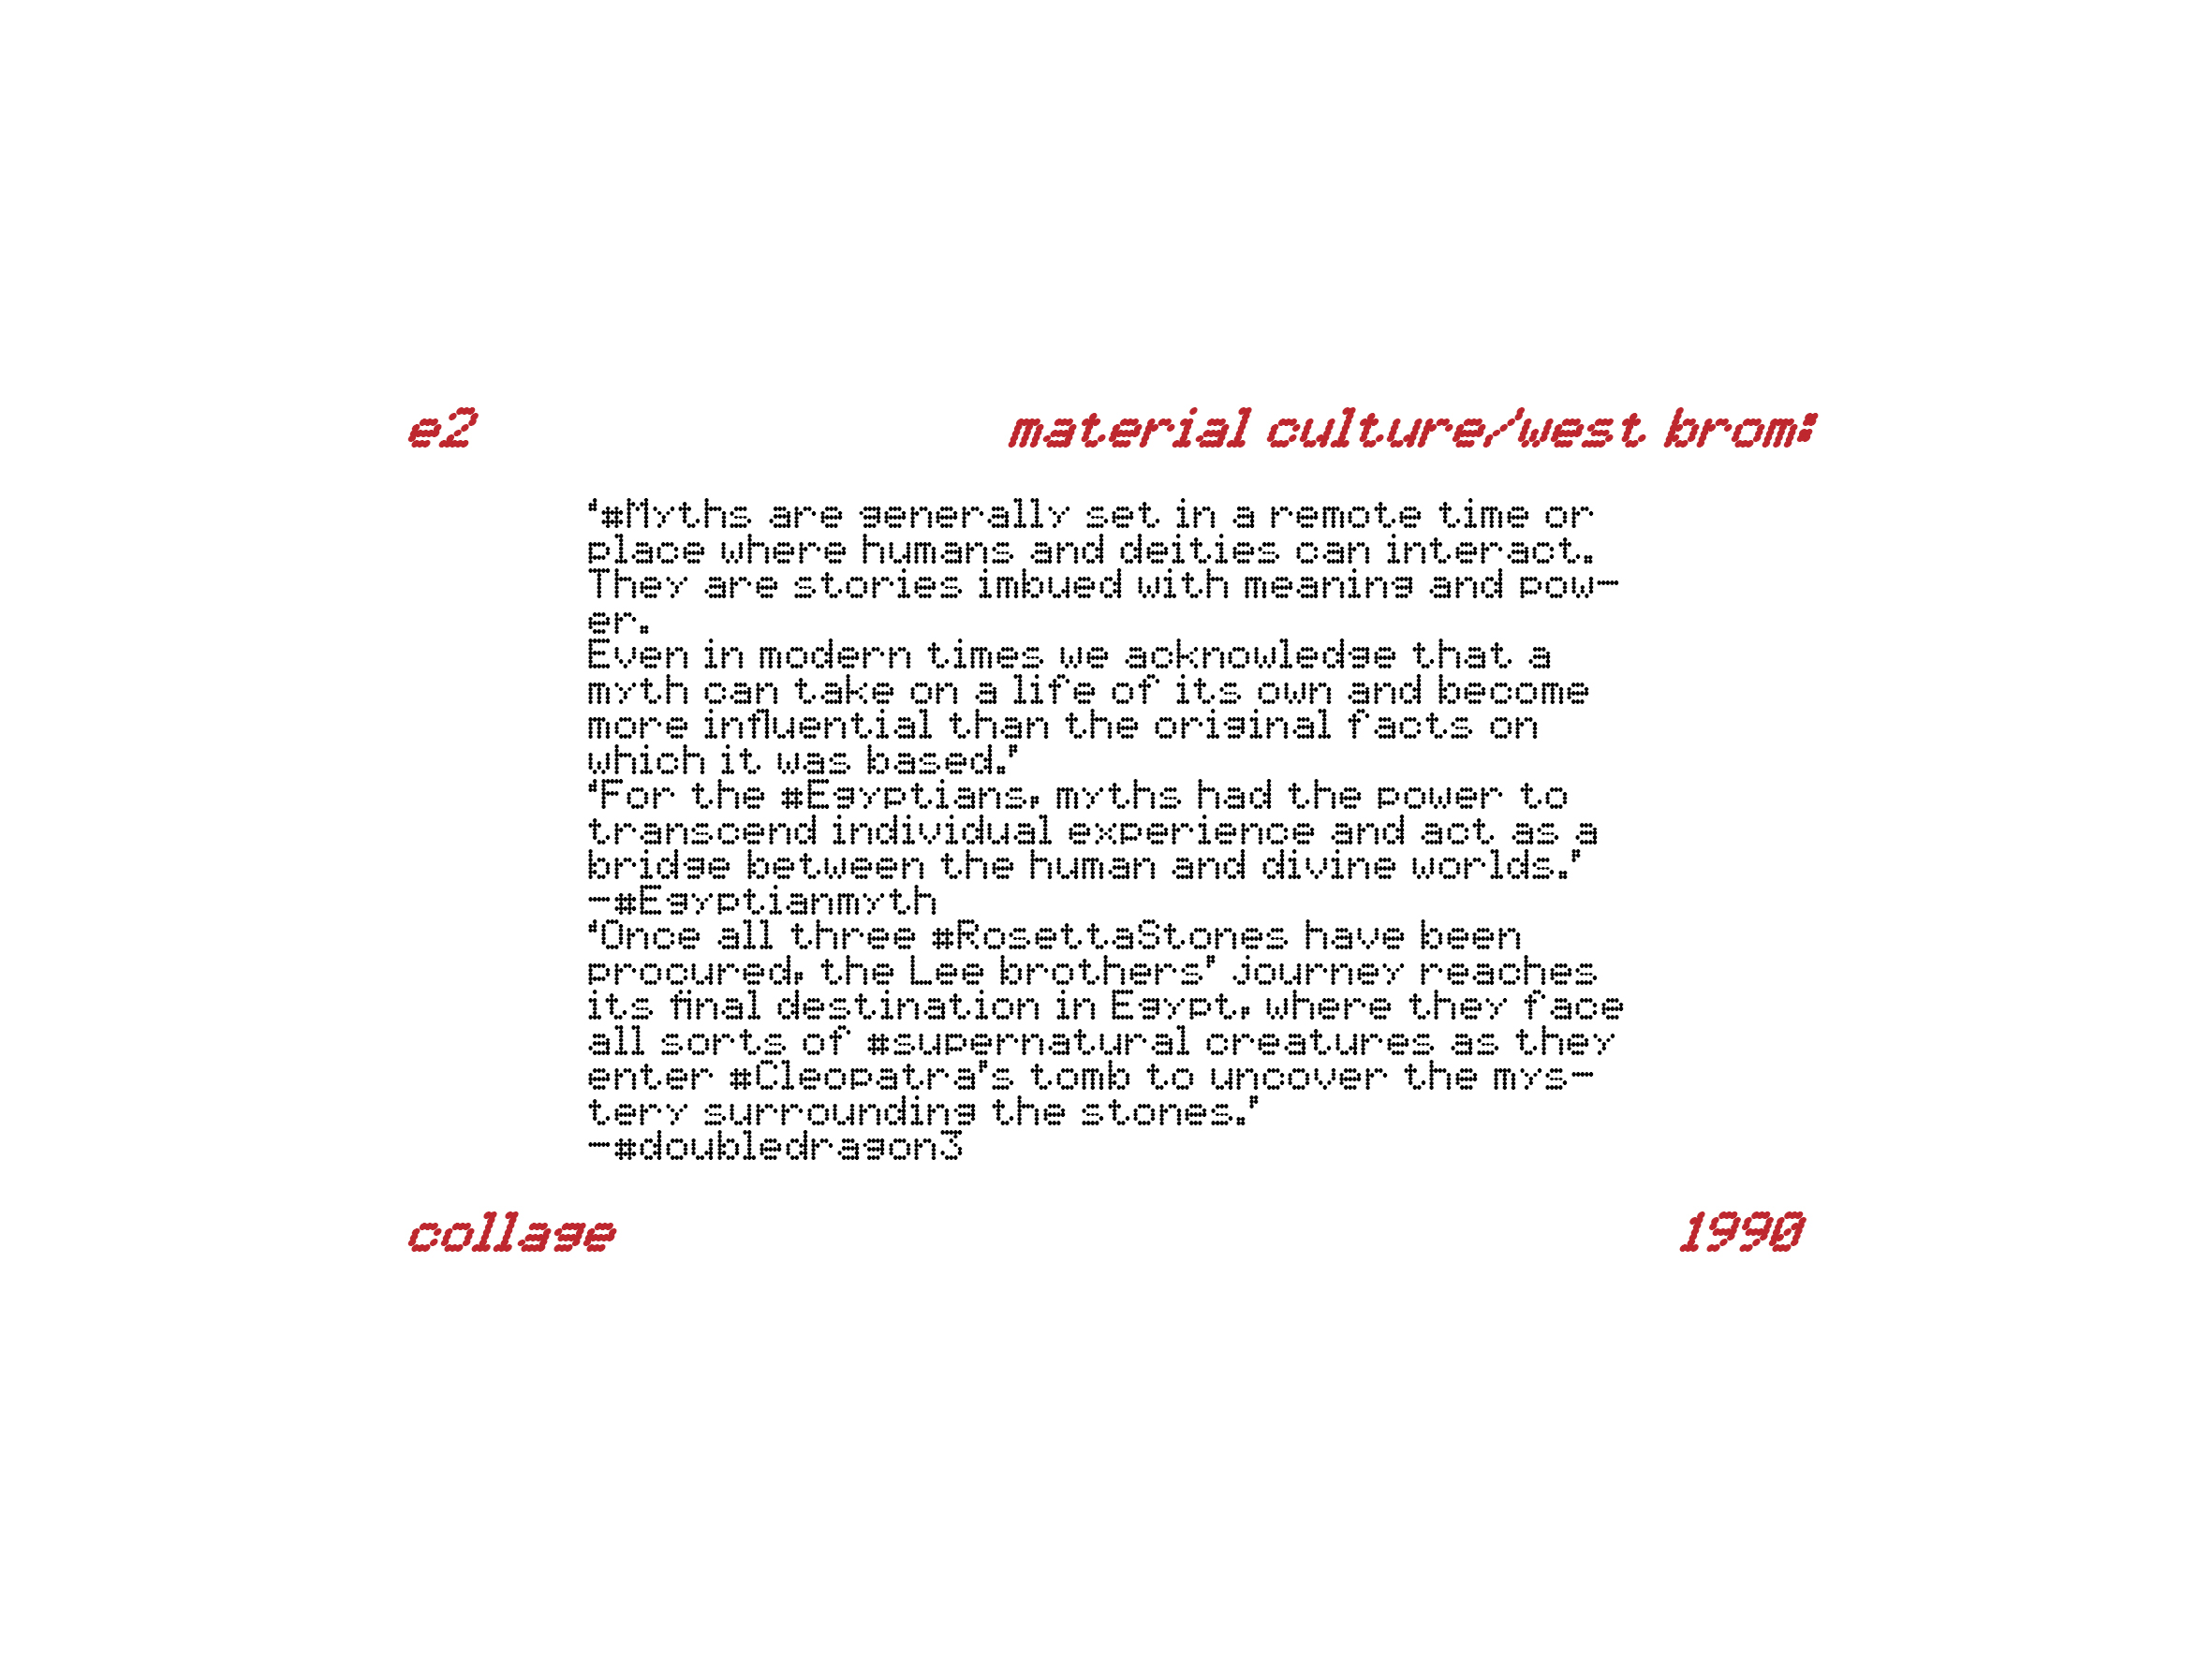 e2 material culture/west brom:
‘#Myths are generally set in a remote time or
place where humans and deities can interact.
They are stories imbued with meaning and pow-
er.
Even in modern times we acknowledge that a
myth can take on a life of its own and become
more influential than the original facts on
which it was based.’
‘For the #Egyptians, myths had the power to
transcend individual experience and act as a
bridge between the human and divine worlds.’
-#Egyptianmyth
‘Once all three #RosettaStones have been
procured, the Lee brothers’ journey reaches
its final destination in Egypt, where they face
all sorts of #supernatural creatures as they
enter #Cleopatra’s tomb to uncover the mys-
tery surrounding the stones.’
-#doubledragon3
collage 1990